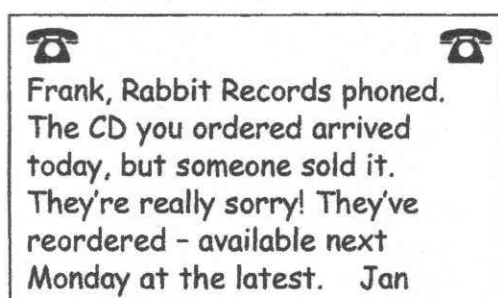 Frank, Rabbit Records phoned.
The CD you ordered arrived
today, but someone sold it.
They're really sorry! They've
reordered – available next
Monday at the latest. Jan